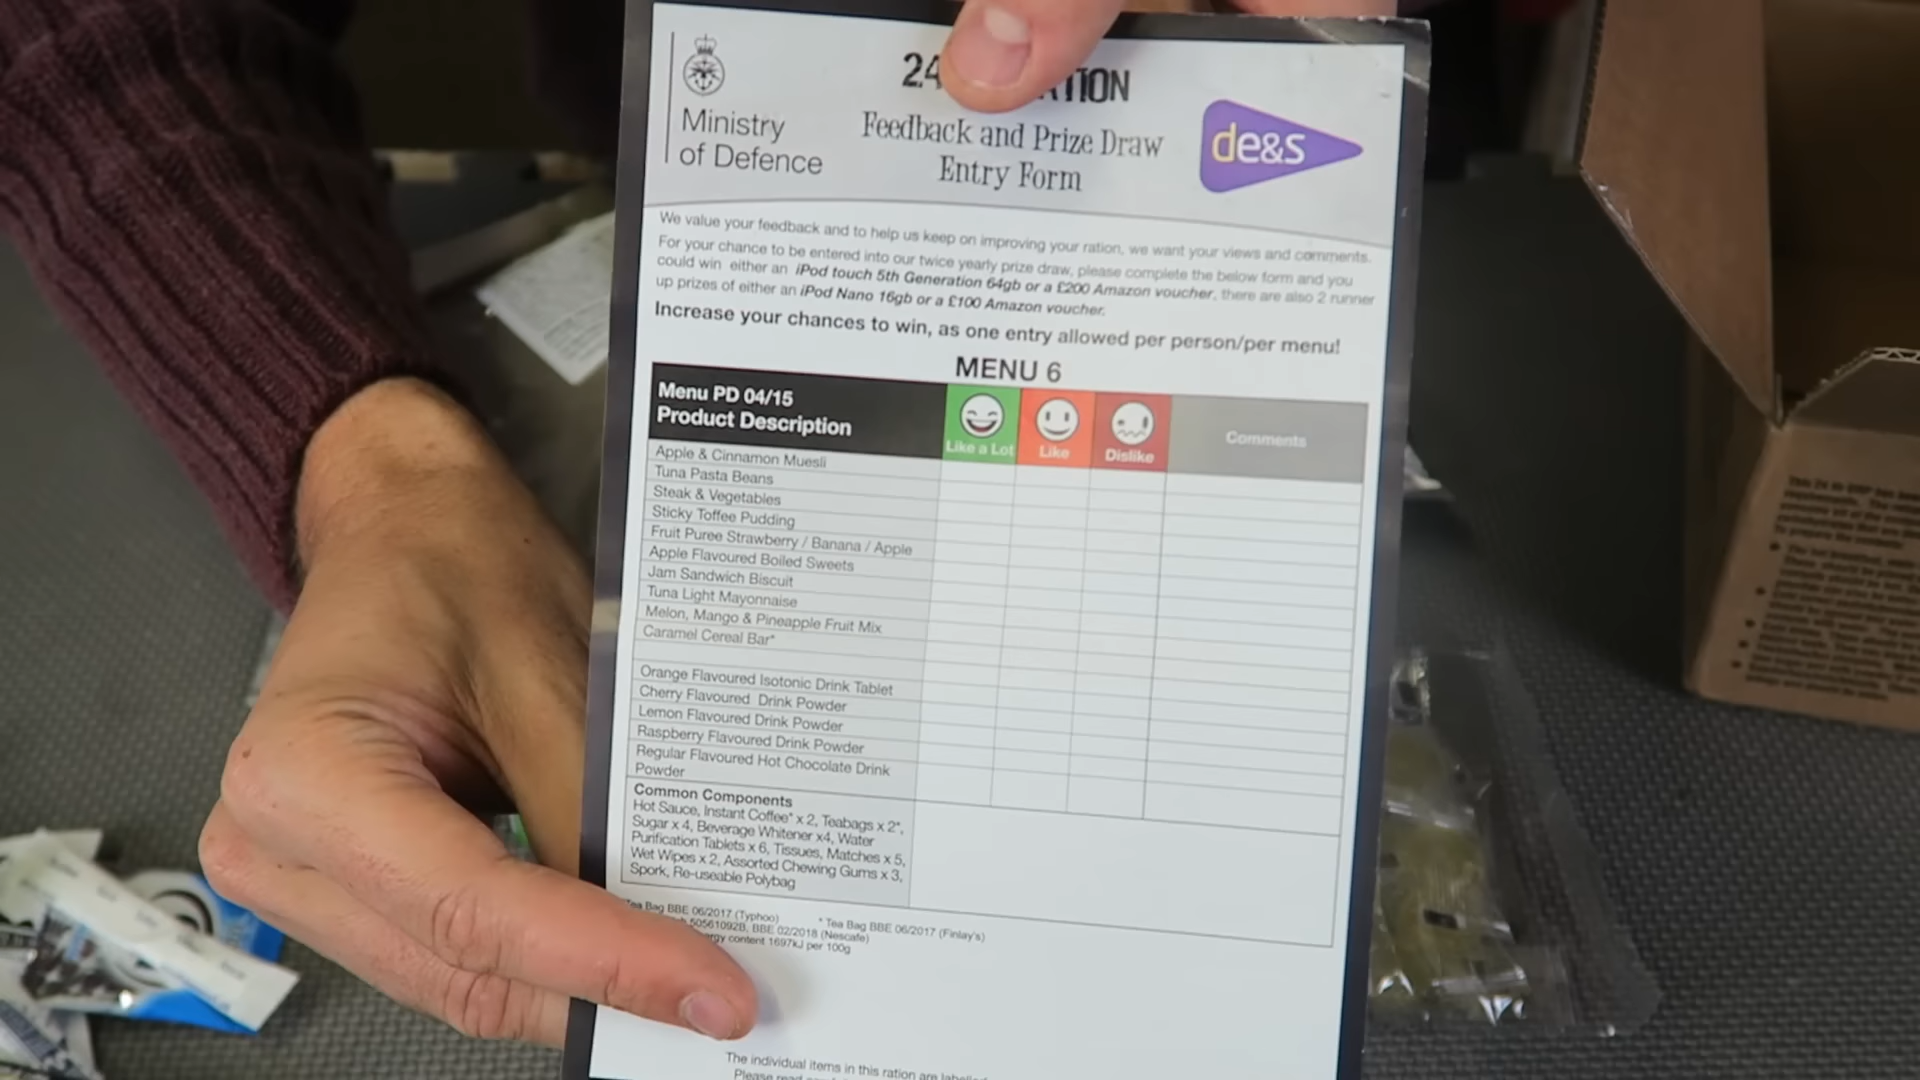 Ministry
of Defence
24
Feedback and Prize Draw
Entry Form
de&s
We value your feedback and to help us keep on improving your ration, we want your views and comments.
For your chance to be entered into our twice yearly prize draw, please complete the below form and you
could win either an iPod touch 5th Generation 64gb or a £200 Amazon voucher, there are also 2 runner
up prizes of either an iPod Nano 16gb or a £100 Amazon voucher.
Increase your chances to win, as one entry allowed per person/per menu!
MENU 6
Menu PD 04/15
Product Description
Like a Lot
Like
Dislike
Comments
Apple & Cinnamon Muesli
Tuna Pasta Beans
Steak & Vegetables
Sticky Toffee Pudding
Fruit Puree Strawberry / Banana / Apple
Apple Flavoured Boiled Sweets
Jam Sandwich Biscuit
Tuna Light Mayonnaise
Melon, Mango & Pineapple Fruit Mix
Caramel Cereal Bar*
Orange Flavoured Isotonic Drink Tablet
Cherry Flavoured Drink Powder
Lemon Flavoured Drink Powder
Raspberry Flavoured Drink Powder
Regular Flavoured Hot Chocolate Drink
Powder
Common Components
Hot Sauce, Instant Coffee* x 2, Teabags x 2*,
Sugar x 4, Beverage Whitener x4, Water
Purification Tablets x 6, Tissues, Matches x 5,
Wet Wipes x 2, Assorted Chewing Gums x 3,
Spork, Re-useable Polybag
Tea Bag BBE 06/2017 (Typhoo) * Tea Bag BBE 06/2017 (Finlay's)
50561092B, BBE 02/2018 (Nescafe)
content 1697kJ per 100g
The individual items in this ration are
Please read